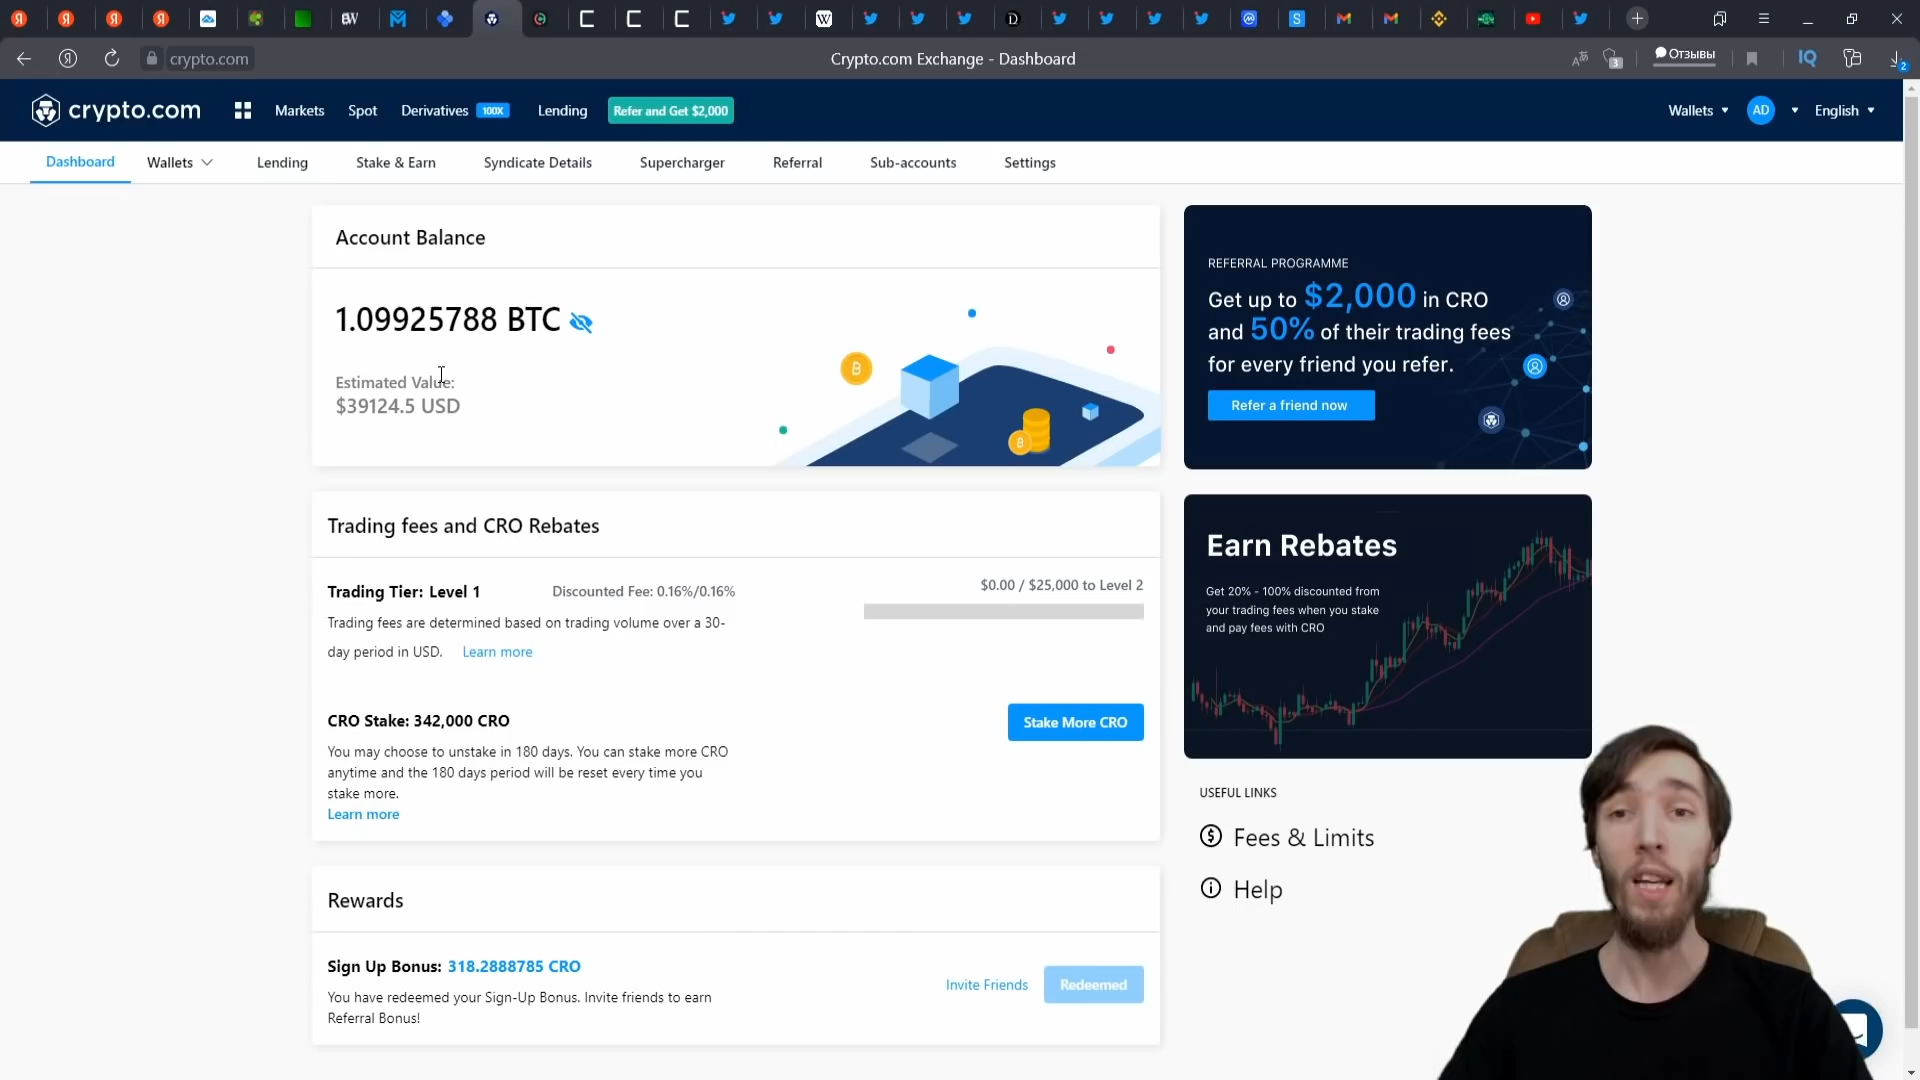 crypto.com
Crypto.com Exchange - Dashboard
3
Отзывы
IQ
2
crypto.com
Markets
Spot
Derivatives
100X
Lending
Refer and Get $2,000
Wallets
AD
English
Dashboard
Wallets
Lending
Stake & Earn
Syndicate Details
Supercharger
Referral
Sub-accounts
Settings
Account Balance
1.09925788 BTC
Estimated Value:
$39124.5 USD
REFERRAL PROGRAMME
Get up to $2,000 in CRO
and 50% of their trading fees
for every friend you refer.
Refer a friend now
Trading fees and CRO Rebates
Trading Tier: Level 1
Discounted Fee: 0.16%/0.16%
$0.00 / $25,000 to Level 2
Trading fees are determined based on trading volume over a 30-
day period in USD. Learn more
CRO Stake: 342,000 CRO
You may choose to unstake in 180 days. You can stake more CRO
anytime and the 180 days period will be reset every time you
stake more.
Learn more
Stake More CRO
Earn Rebates
Get 20% - 100% discounted from
your trading fees when you stake
and pay fees with CRO
USEFUL LINKS
Fees & Limits
Help
Rewards
Sign Up Bonus: 318.2888785 CRO
You have redeemed your Sign-Up Bonus. Invite friends to earn
Referral Bonus!
Invite Friends
Redeemed